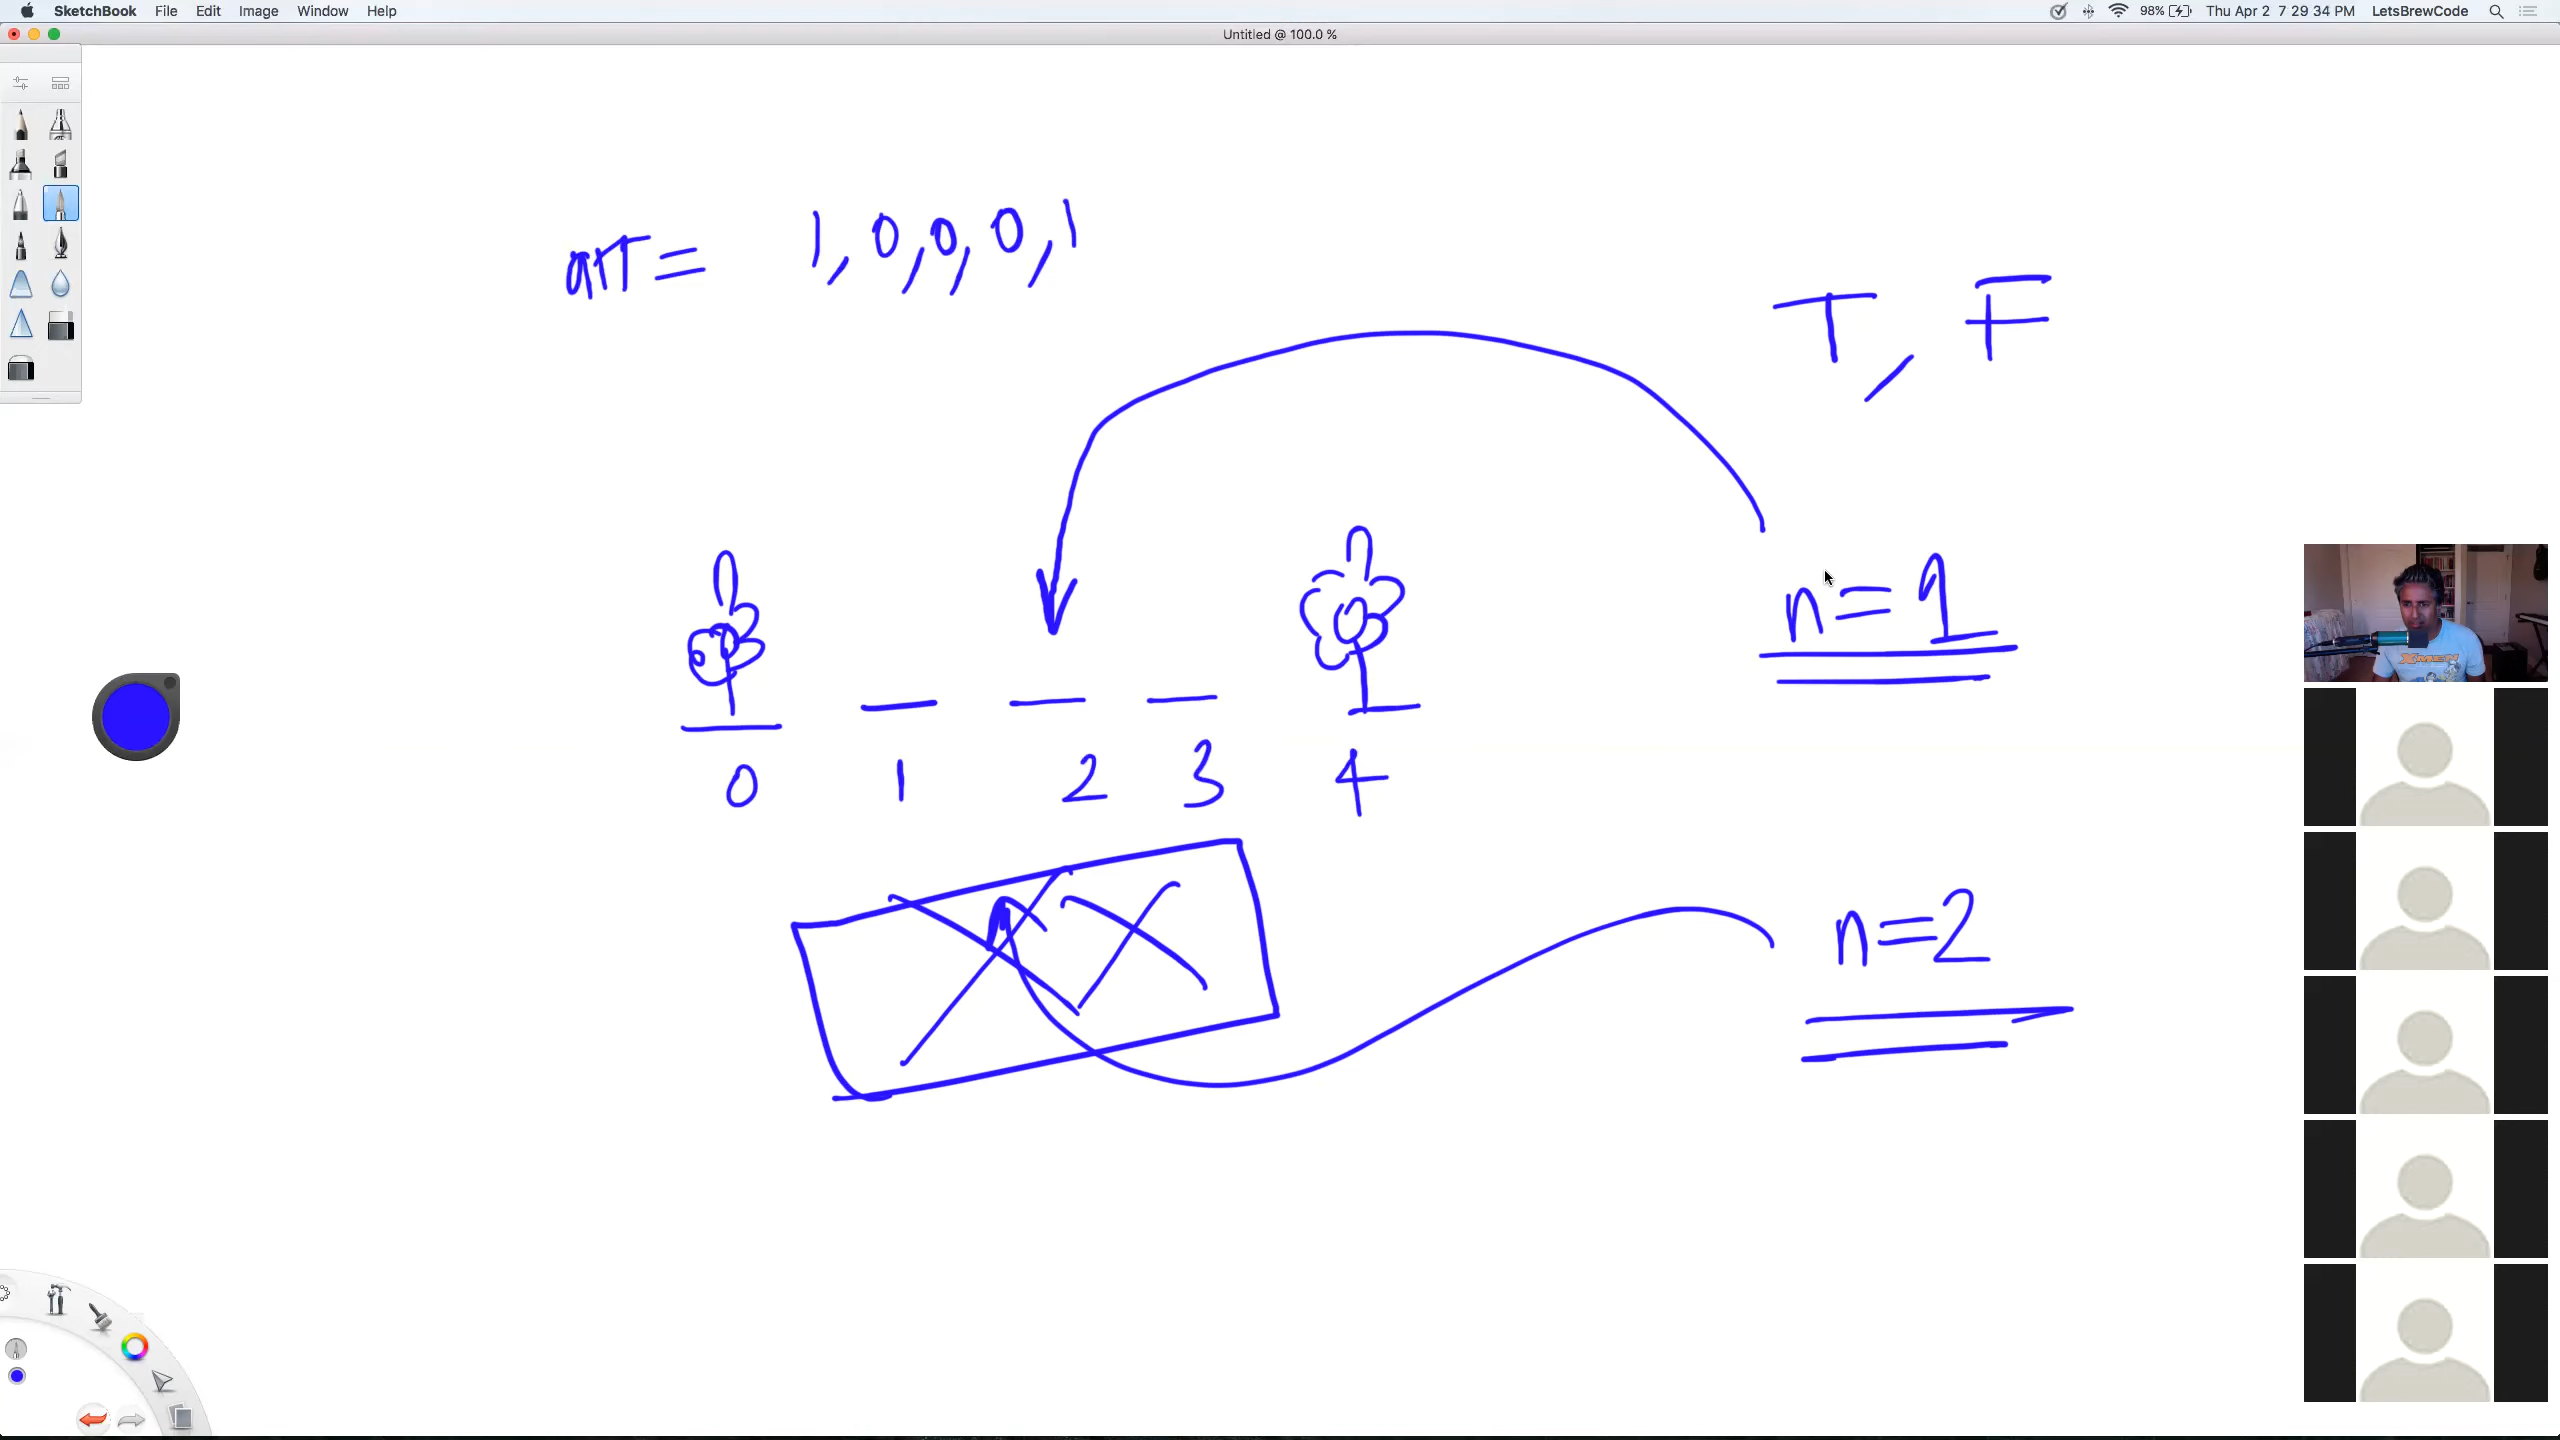 SketchBook File Edit Image Window Help 98% Thu Apr 2 7 29 34 PM LetsBrewCode
Untitled @ 100.0 %
arr = 1, 0, 0, 0, 1
T, F
n = 1
0 1 2 3 4
n=2
X-MEN